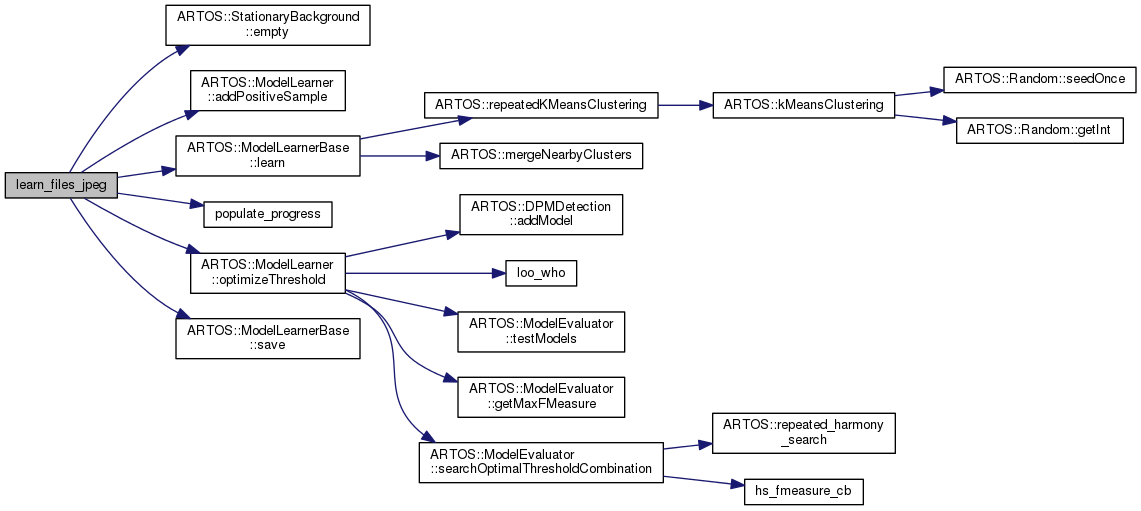 learn_files_jpeg
ARTOS::StationaryBackground
::empty
ARTOS::ModelLearner
::addPositiveSample
ARTOS::ModelLearnerBase
::learn
ARTOS::repeatedKMeansClustering
ARTOS::kMeansClustering
ARTOS::Random::seedOnce
ARTOS::Random::getInt
ARTOS::mergeNearbyClusters
populate_progress
ARTOS::ModelLearner
::optimizeThreshold
ARTOS::DPMDetection
::addModel
loo_who
ARTOS::ModelEvaluator
::testModels
ARTOS::ModelEvaluator
::getMaxFMeasure
ARTOS::ModelEvaluator
::searchOptimalThresholdCombination
ARTOS::repeated_harmony
_search
hs_fmeasure_cb
ARTOS::ModelLearnerBase
::save